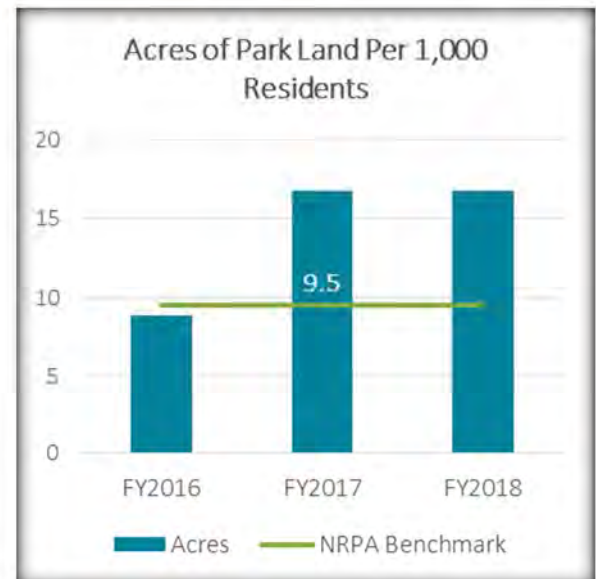 Acres of Park Land Per 1,000
Residents
20
15
9.5
10
5
0
FY2016 FY2017 FY2018
Acres NRPA Benchmark